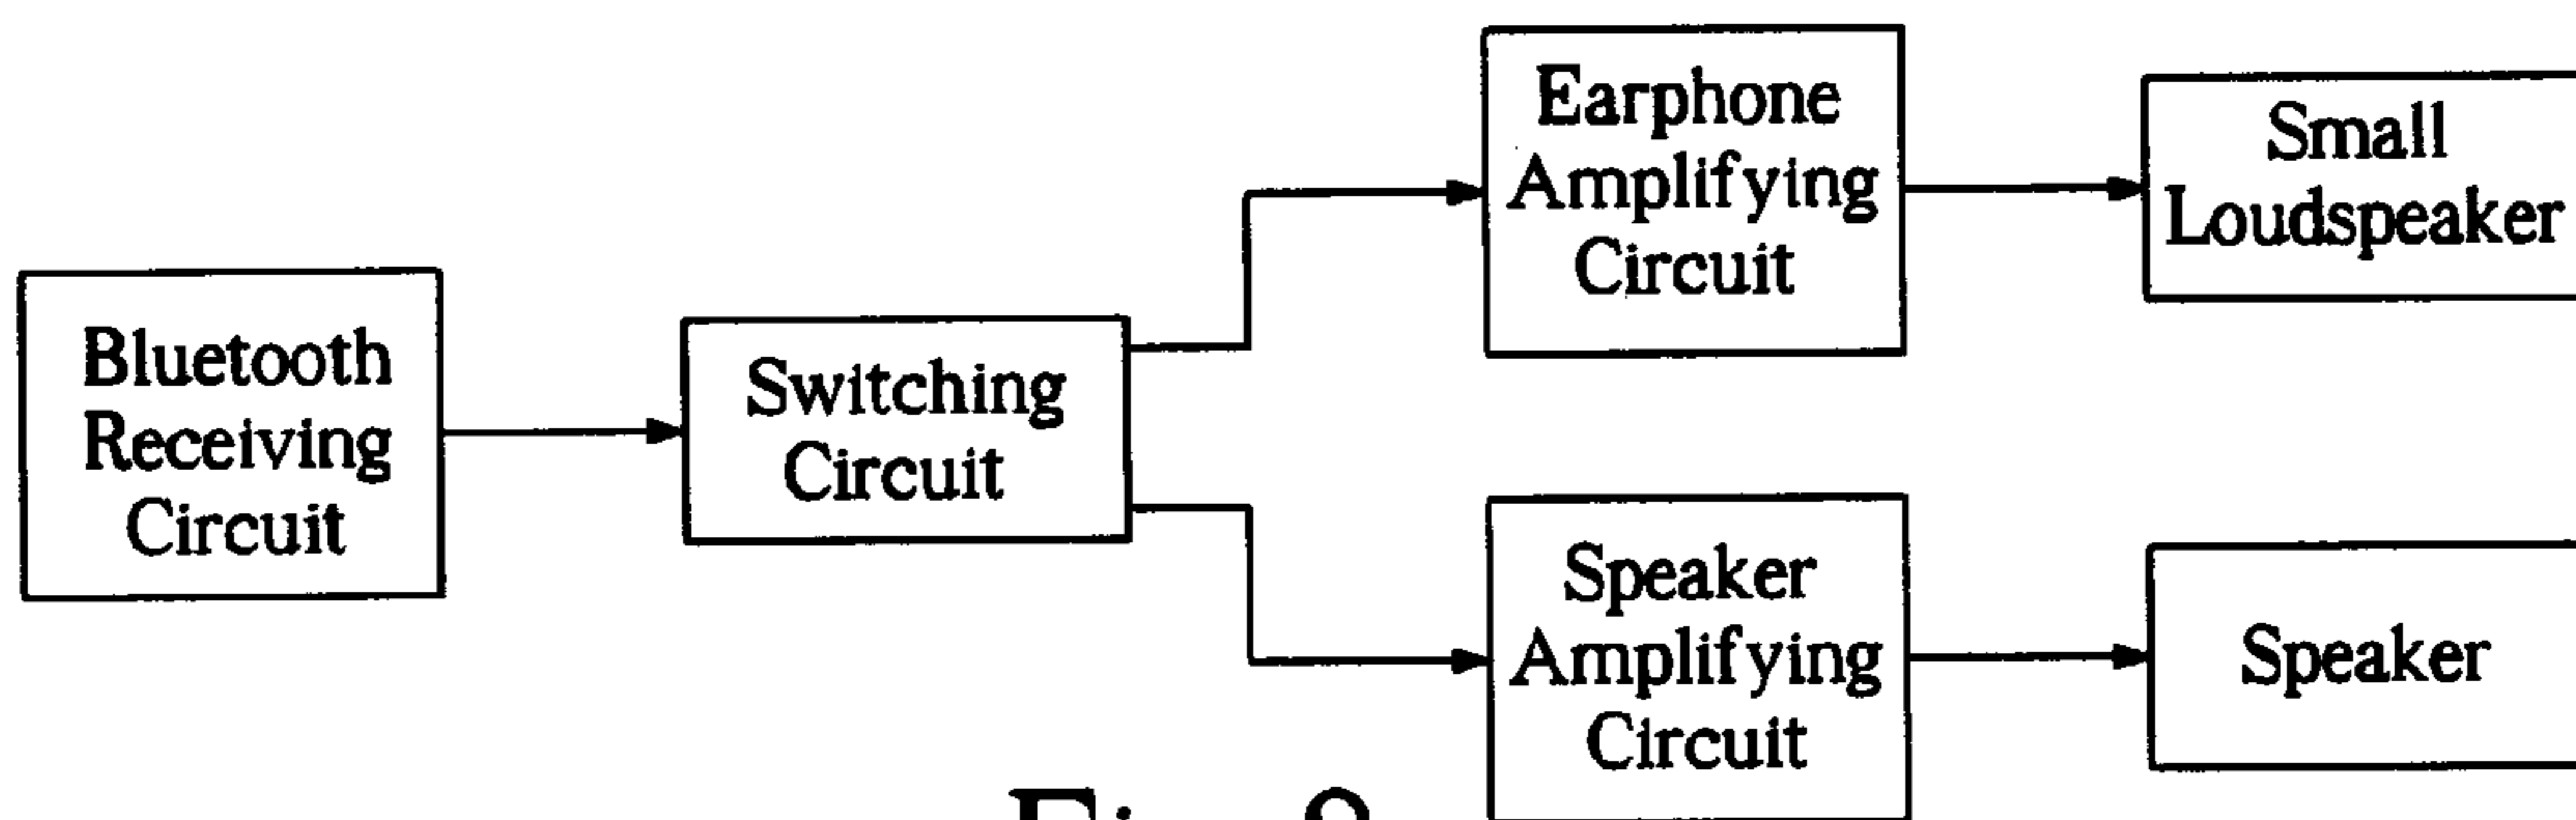 Bluetooth
Receiving
Circuit
Switching
Circuit
Earphone
Amplifying
Circuit
Small
Loudspeaker
Speaker
Amplifying
Circuit
Speaker